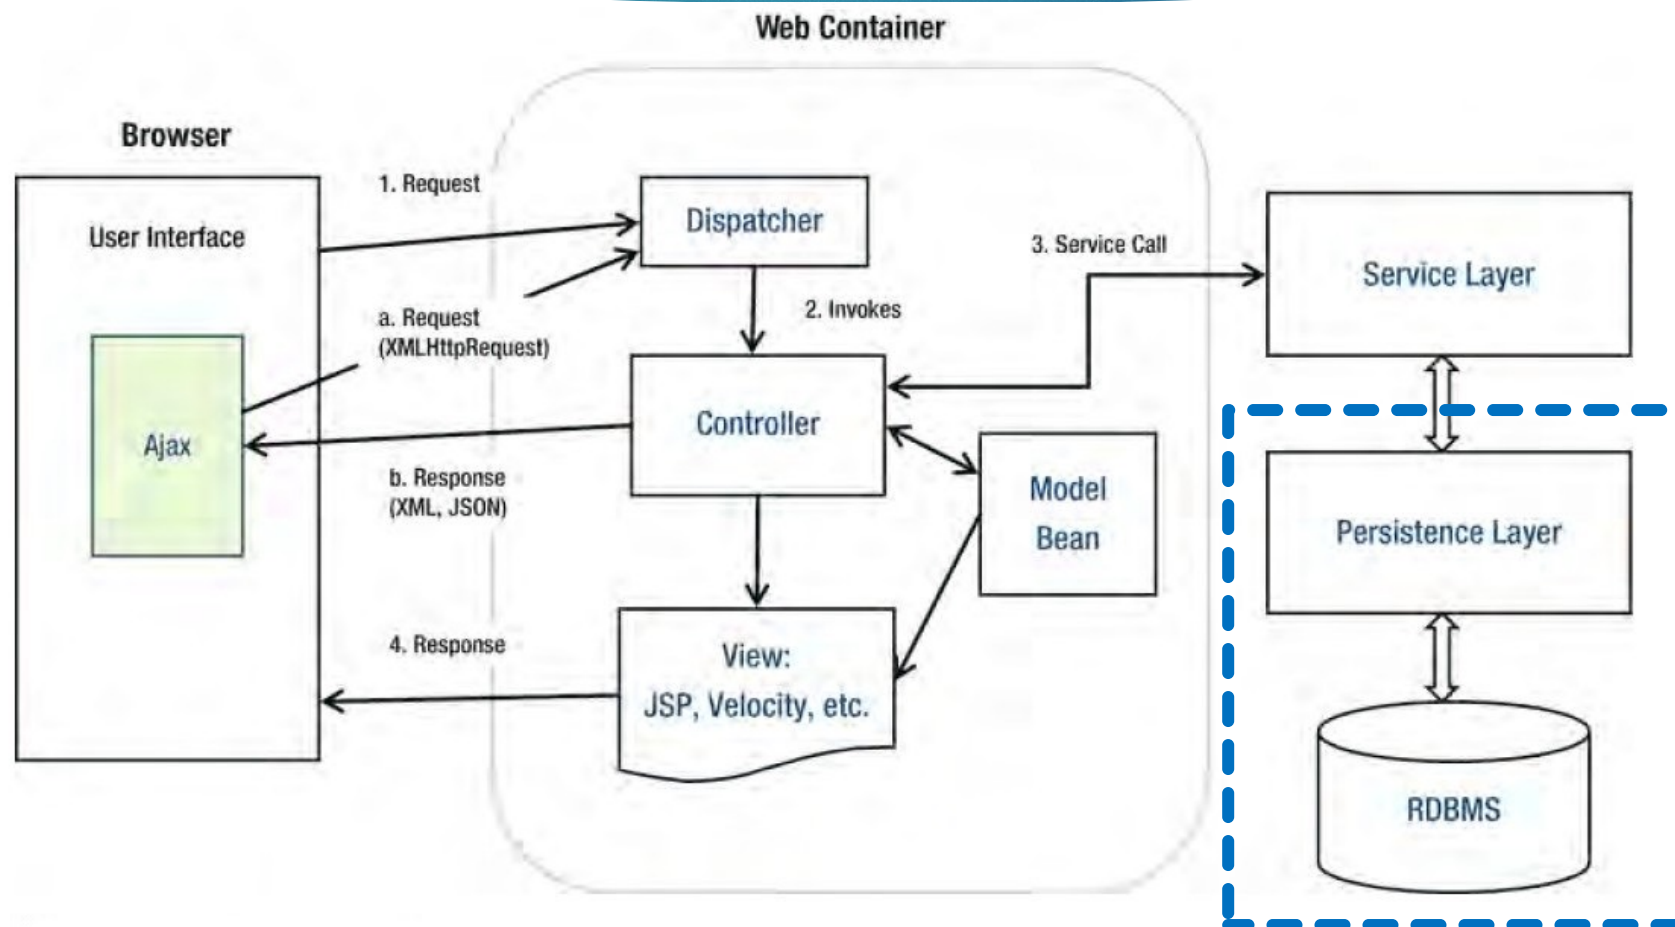 Web Container
Browser
1. Request
Dispatcher
User Interface
3. Service Call
Service Layer
2. Invokes
a. Request
(XMLHttpRequest)
Controller
Ajax
b. Response
(XML, JSON)
Model
Bean
Persistence Layer
4. Response
View:
JSP, Velocity, etc.
RDBMS